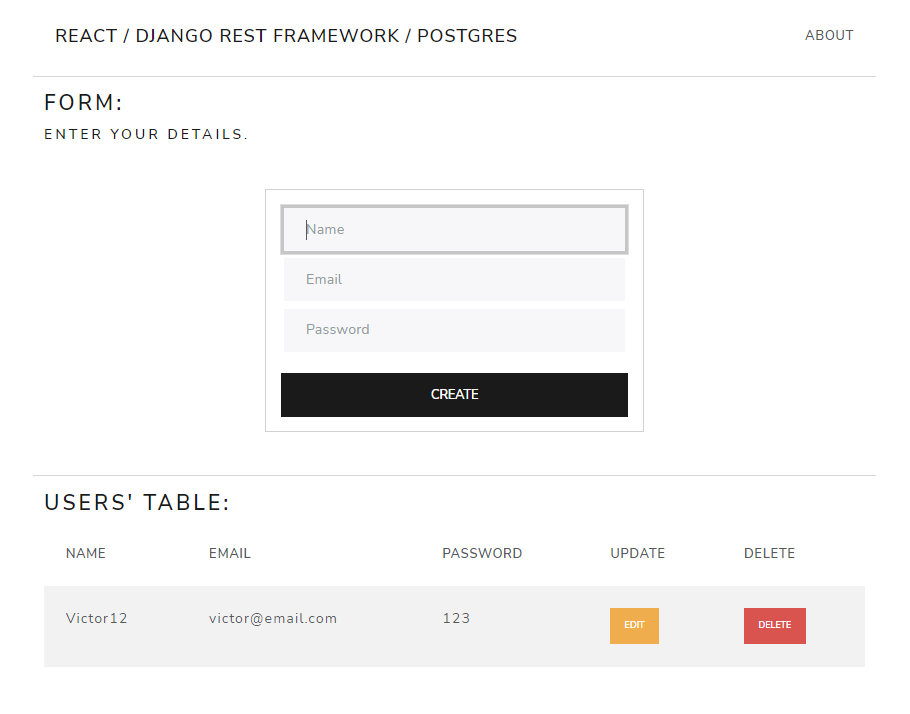 REACT / DJANGO REST FRAMEWORK / POSTGRES ABOUT
FORM:
ENTER YOUR DETAILS.
Name
Email
Password
CREATE
USERS' TABLE:
NAME EMAIL PASSWORD UPDATE DELETE
Victor12 victor@email.com 123 EDIT DELETE